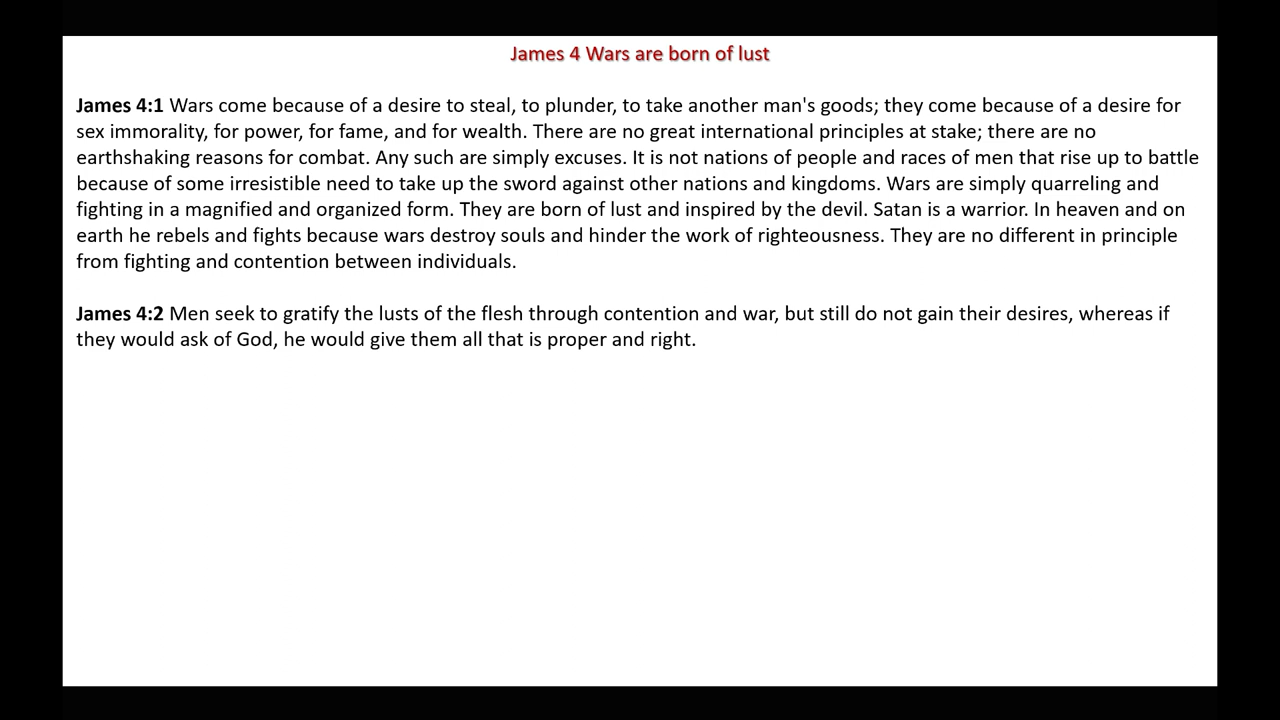 James 4 Wars are born of lust
James 4:1 Wars come because of a desire to steal, to plunder, to take another man's goods; they come because of a desire for
sex immorality, for power, for fame, and for wealth. There are no great international principles at stake; there are no
earthshaking reasons for combat. Any such are simply excuses. It is not nations of people and races of men that rise up to battle
because of some irresistible need to take up the sword against other nations and kingdoms. Wars are simply quarreling and
fighting in a magnified and organized form. They are born of lust and inspired by the devil. Satan is a warrior. In heaven and on
earth he rebels and fights because wars destroy souls and hinder the work of righteousness. They are no different in principle
from fighting and contention between individuals.
James 4:2 Men seek to gratify the lusts of the flesh through contention and war, but still do not gain their desires, whereas if
they would ask of God, he would give them all that is proper and right.